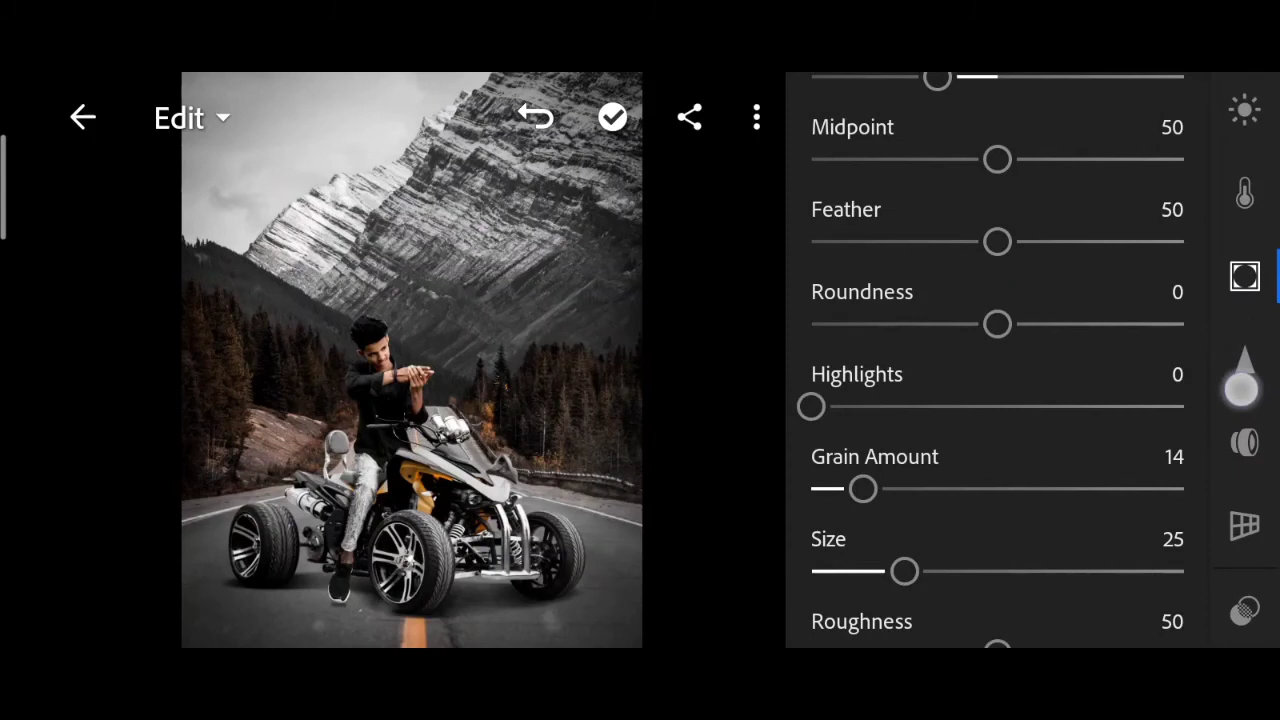 Edit
Midpoint 50
Feather 50
Roundness 0
Highlights 0
Grain Amount 14
Size 25
Roughness 50